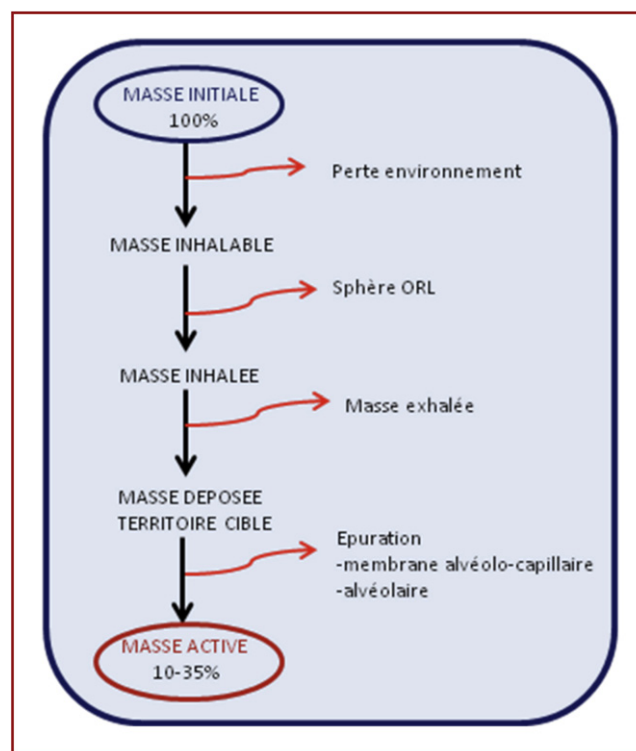 MASSE INITIALE
100%
Perte environnement
MASSE INHALABLE
Sphère ORL
MASSE INHALEE
Masse exhalée
MASSE DEPOSEE
TERRITOIRE CIBLE
Epuration
-membrane alvéolo-capillaire
-alvéolaire
MASSE ACTIVE
10-35%